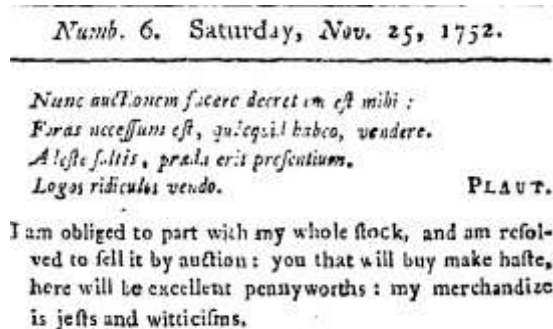 Numb. 6. Saturday, Nov. 25, 1752.
Nunc auctionem facere decretum eſt mihi :
Foras neceſſum eſt, quicquid habeo, vendere.
Adeſte ſultis, præda erit preſentium.
Logos ridiculos vendo. PLAUT.
I am obliged to part with my whole ſtock, and am reſol-
ved to ſell it by auction : you that will buy make haſte,
here will be excellent pennyworths : my merchandize
is jeſts and witticiſms.